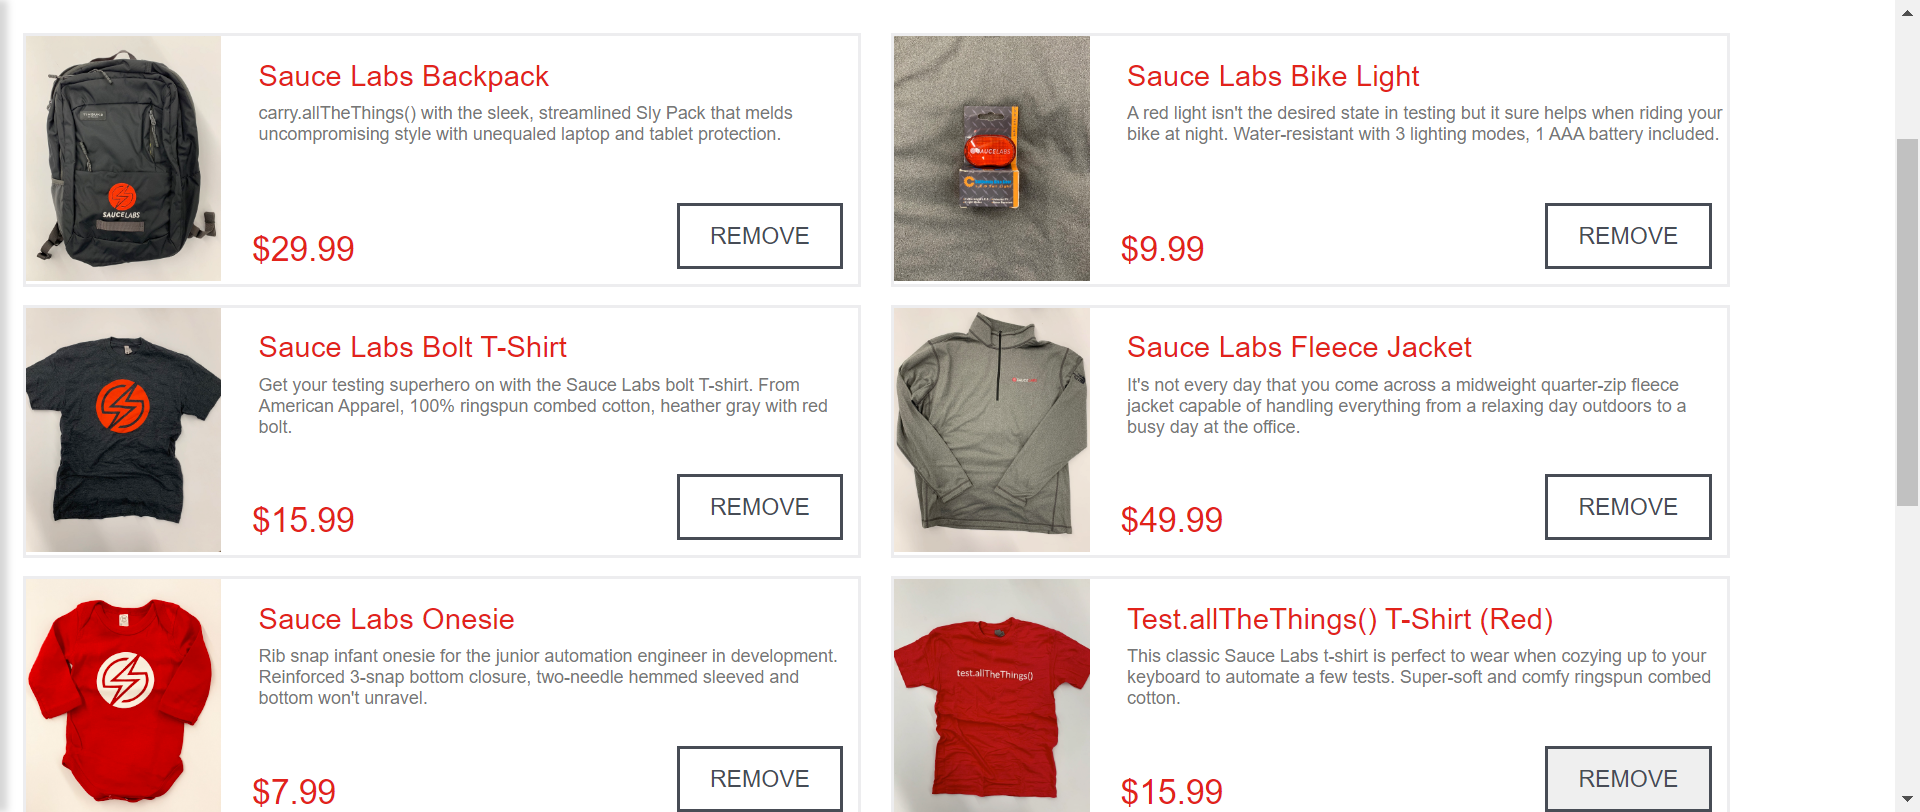 Sauce Labs Backpack
carry.allTheThings() with the sleek, streamlined Sly Pack that melds
uncompromising style with unequaled laptop and tablet protection.
SAUCELABS
$29.99
REMOVE
Sauce Labs Bike Light
A red light isn't the desired state in testing but it sure helps when riding your
bike at night. Water-resistant with 3 lighting modes, 1 AAA battery included.
SAUCELABS
$9.99
REMOVE
Sauce Labs Bolt T-Shirt
Get your testing superhero on with the Sauce Labs bolt T-shirt. From
American Apparel, 100% ringspun combed cotton, heather gray with red
bolt.
$15.99
REMOVE
Sauce Labs Fleece Jacket
It's not every day that you come across a midweight quarter-zip fleece
jacket capable of handling everything from a relaxing day outdoors to a
busy day at the office.
$49.99
REMOVE
Sauce Labs Onesie
Rib snap infant onesie for the junior automation engineer in development.
Reinforced 3-snap bottom closure, two-needle hemmed sleeved and
bottom won't unravel.
$7.99
REMOVE
Test.allTheThings() T-Shirt (Red)
This classic Sauce Labs t-shirt is perfect to wear when cozying up to your
keyboard to automate a few tests. Super-soft and comfy ringspun combed
cotton.
test.allTheThings()
$15.99
REMOVE